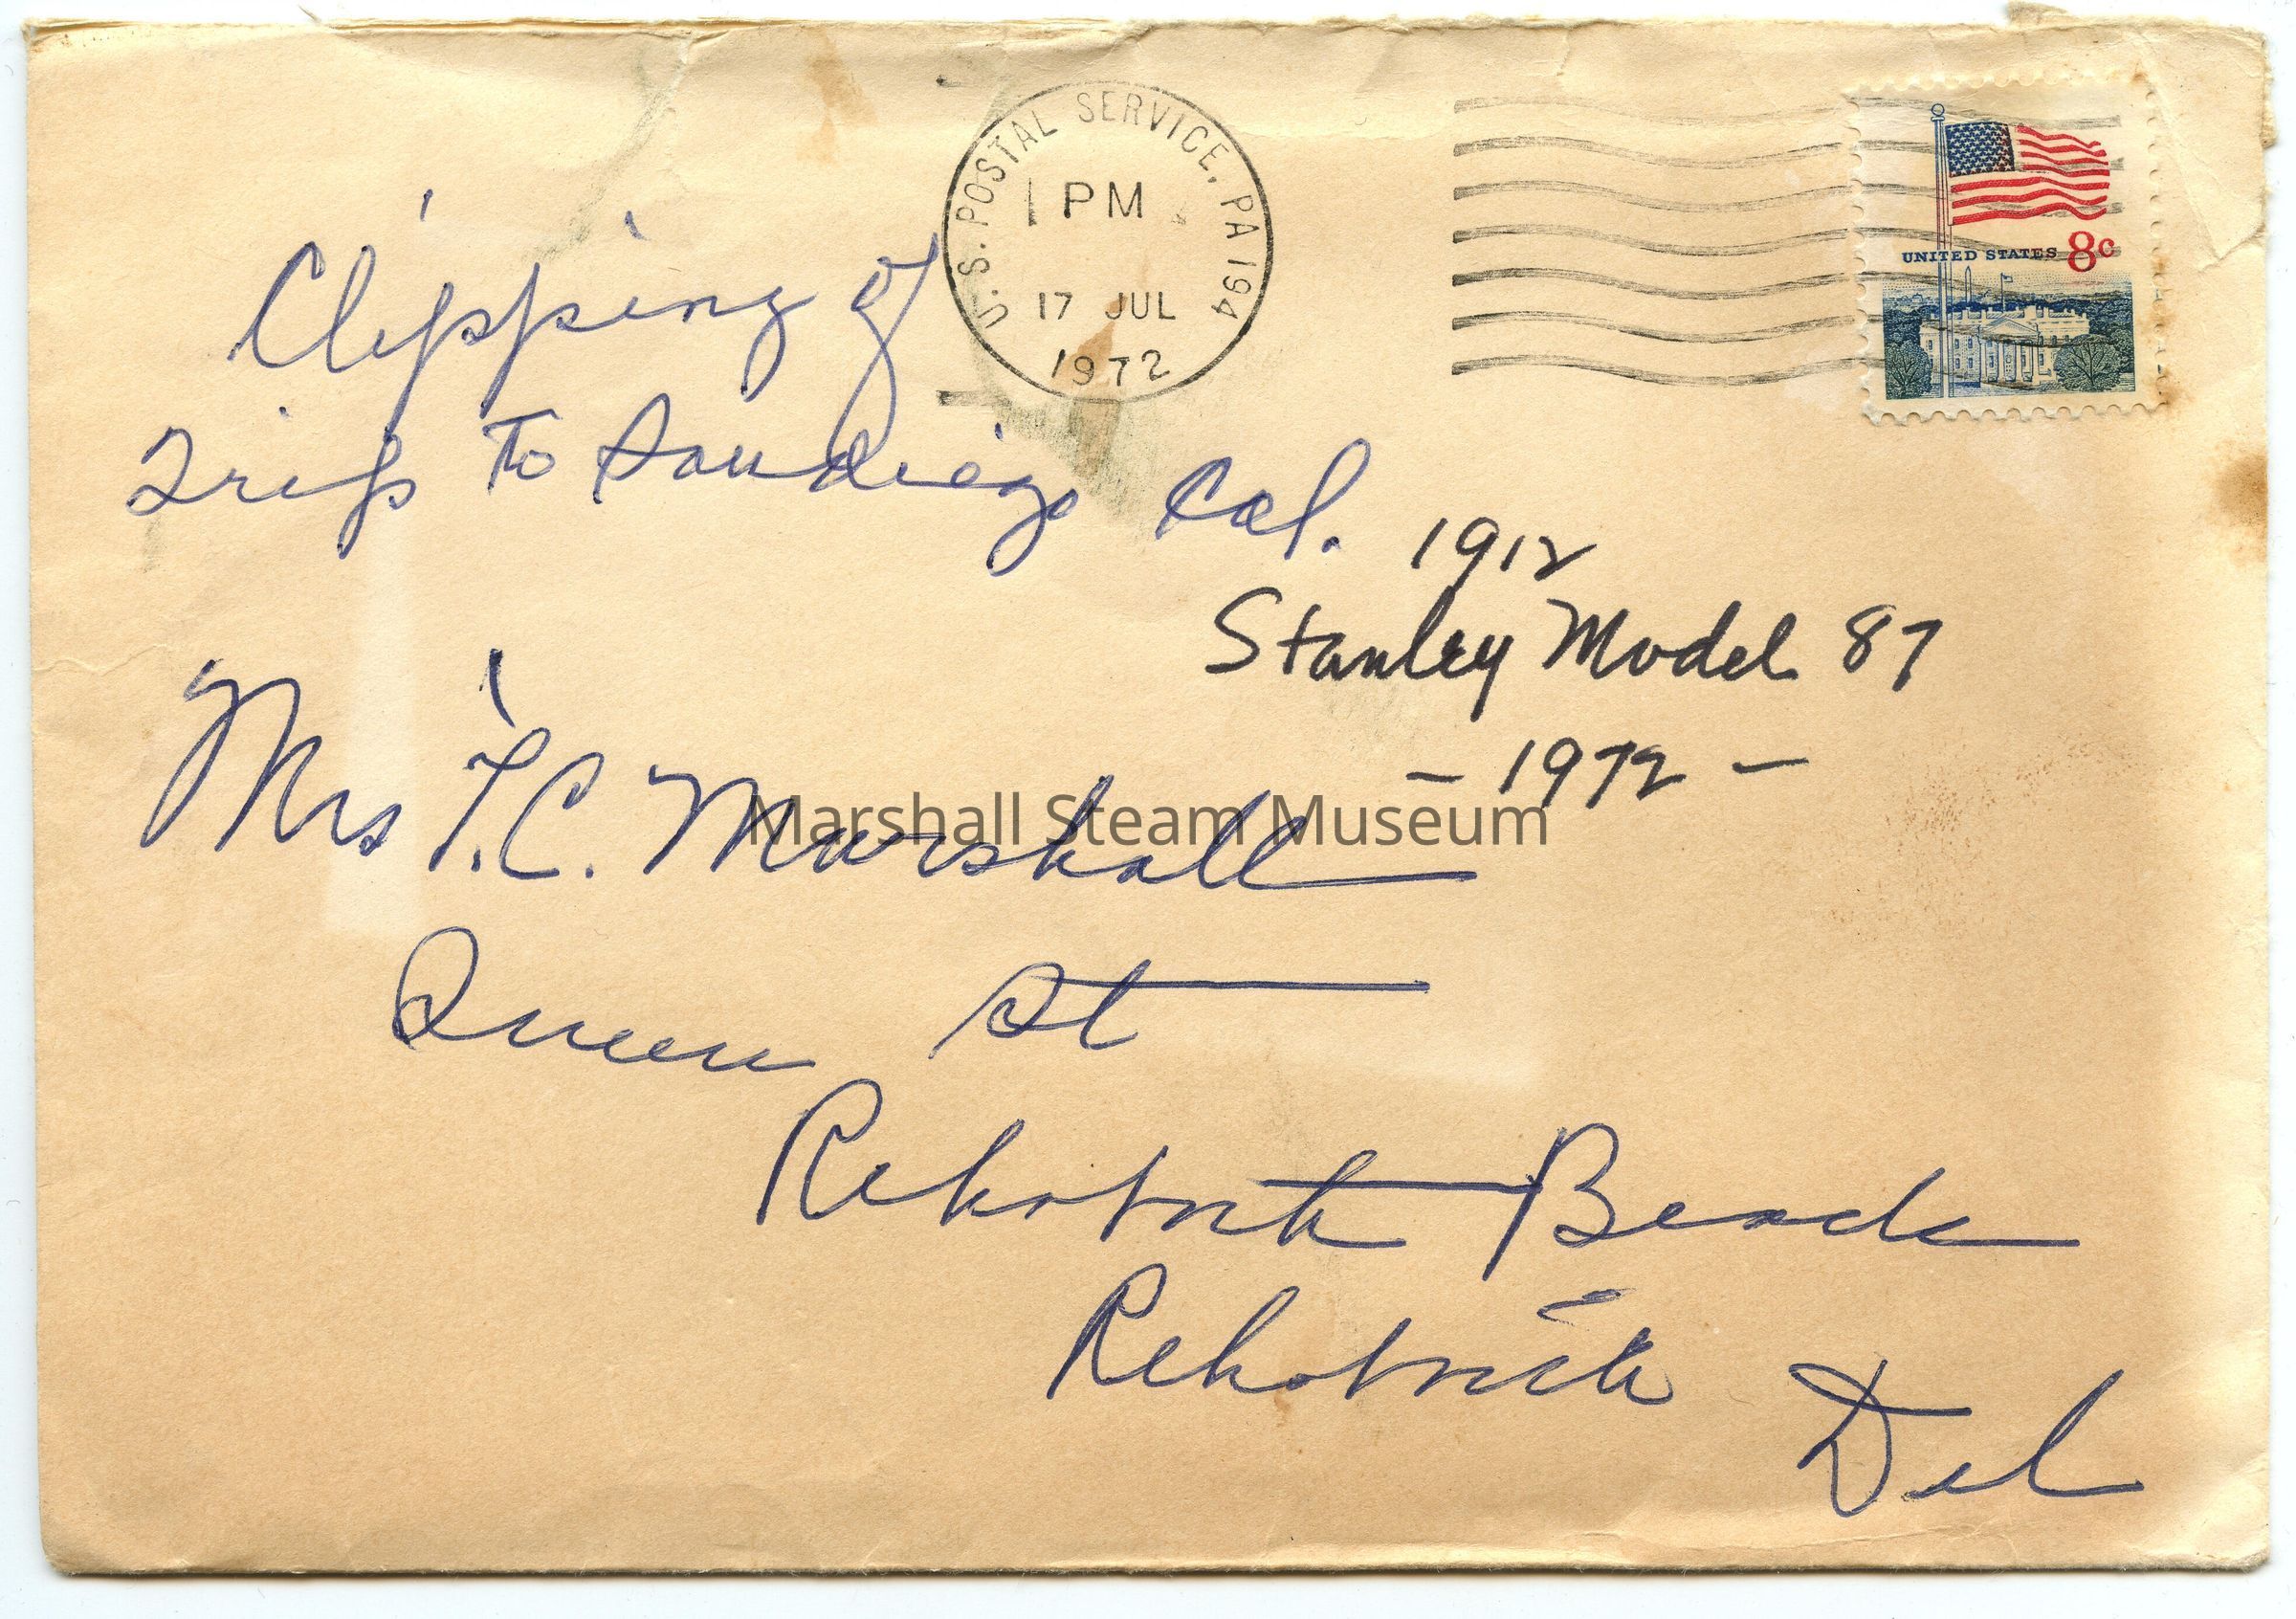 U.S. POSTAL SERVICE, PA 194
1 PM
17 JUL
1972
UNITED STATES 8c
Clipping of
Trip To San diego Cal.
1912
Stanley Model 87
- 1972 -
Mrs T.C. Marshall
Marshall Steam Museum
Queen St
Rehoboth Beach
Rehoboth Del